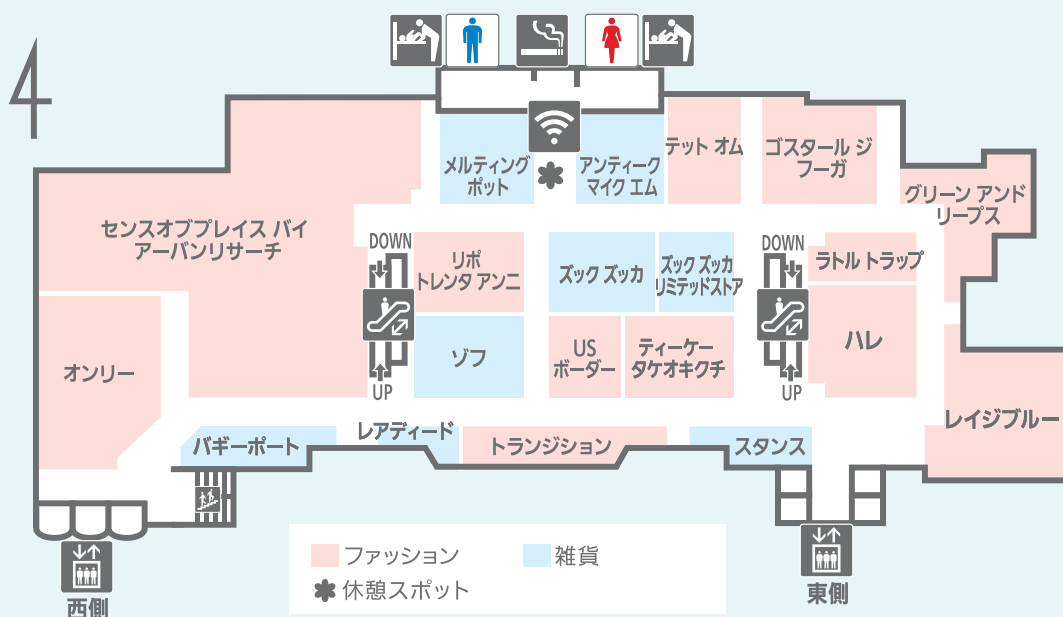 メルティング
ポット
アンティーク
マイク エム
テット オム
ゴスタール ジ
フーガ
グリーン アンド
リープス
センスオブプレイス バイ
アーバンリサーチ
DOWN
リポ
トレンタ アンニ
ズック ズッカ
ズック ズッカ
リミテッドストア
DOWN
ラトル トラップ
オンリー
UP
ゾフ
US
ボーダー
ティーケー
タケオキクチ
UP
ハレ
レイジブルー
バギーポート
レアディード
トランジション
スタンス
ファッション
雑貨
休憩スポット
西側
東側